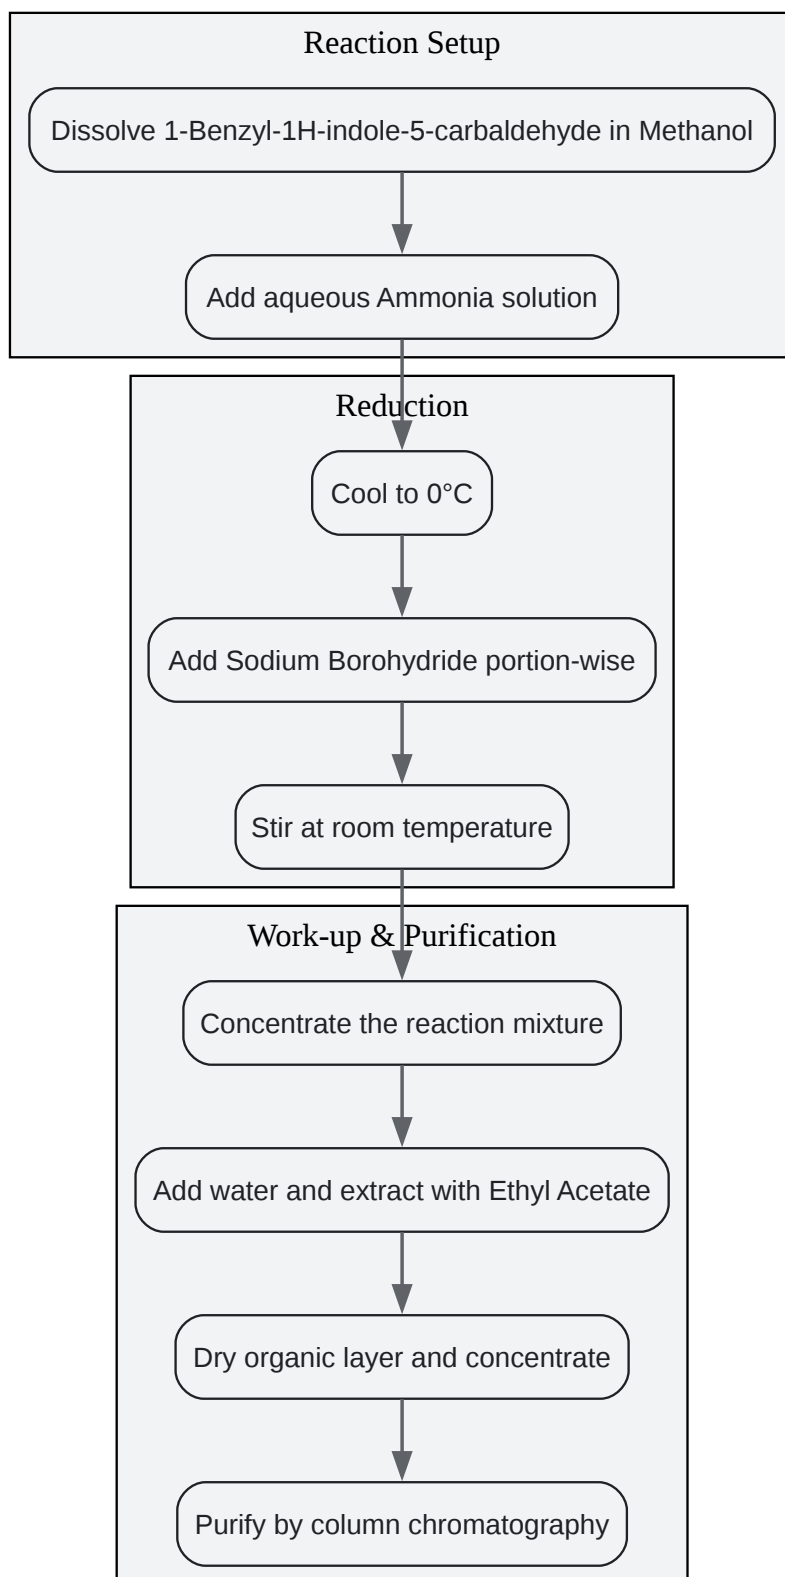 Reaction Setup
Dissolve 1-Benzyl-1H-indole-5-carbaldehyde in Methanol
Add aqueous Ammonia solution
Reduction
Cool to 0°C
Add Sodium Borohydride portion-wise
Stir at room temperature
Work-up & Purification
Concentrate the reaction mixture
Add water and extract with Ethyl Acetate
Dry organic layer and concentrate
Purify by column chromatography